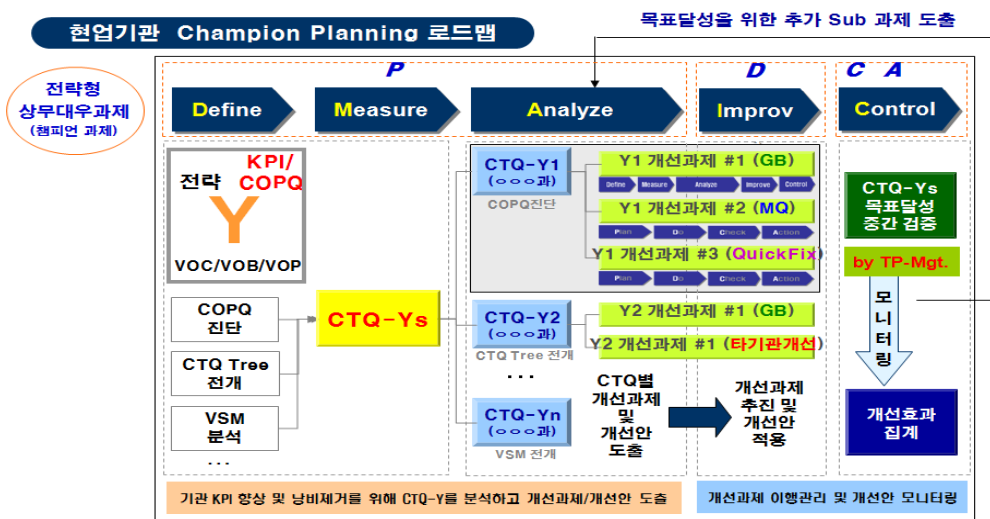 목표달성을 위한 추가 Sub 과제 도출
현업기관 Champion Planning 로드맵
전략형
상무대우과제
(챔피언 과제)
P
D
C A
Define
Measure
Analyze
Improv
Control
전략
KPI/
COPQ
Y
VOC/VOB/VOP
COPQ
진단
CTQ Tree
전개
VSM
분석
...
CTQ-Ys
CTQ-Y1
(○○○과)
COPQ진단
Y1 개선과제 #1 (GB)
Define Measure Analyze Improve Control
Y1 개선과제 #2 (MQ)
Plan Do Check Action
Y1 개선과제 #3 (QuickFix)
Plan Do Check Action
CTQ-Y2
(○○○과)
CTQ Tree 전개
...
Y2 개선과제 #1 (GB)
Y2 개선과제 #1 (타기관개선)
CTQ-Yn
(○○○과)
VSM 전개
CTQ별
개선과제
및
개선안
도출
개선과제
추진 및
개선안
적용
CTQ-Ys
목표달성
중간 검증
by TP-Mgt.
모
니
터
링
개선효과
집계
기관 KPI 향상 및 낭비제거를 위해 CTQ-Y를 분석하고 개선과제/개선안 도출
개선과제 이행관리 및 개선안 모니터링